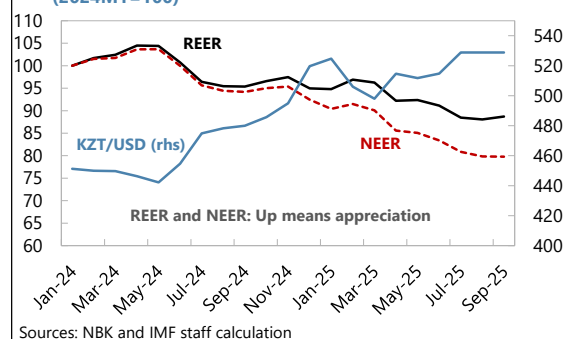 (2024M1=100)
110
105
100
95
90
85
80
75
70
65
60
540
520
500
480
460
440
420
400
REER
KZT/USD (rhs)
NEER
REER and NEER: Up means appreciation
Jan-24
Mar-24
May-24
Jul-24
Sep-24
Nov-24
Jan-25
Mar-25
May-25
Jul-25
Sep-25
Sources: NBK and IMF staff calculation